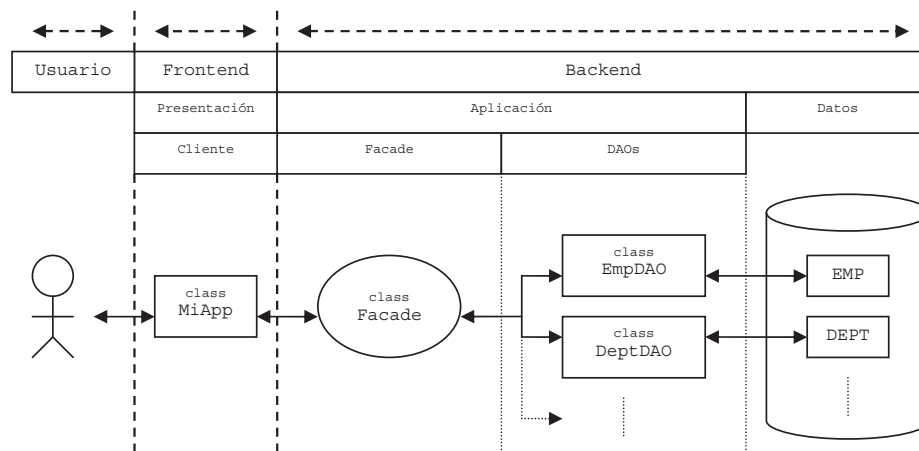 Usuario Frontend Backend
Presentación Aplicación Datos
Cliente Facade DAOs
class
EmpDAO
EMP
class
MiApp
class
Facade
class
DeptDAO
DEPT